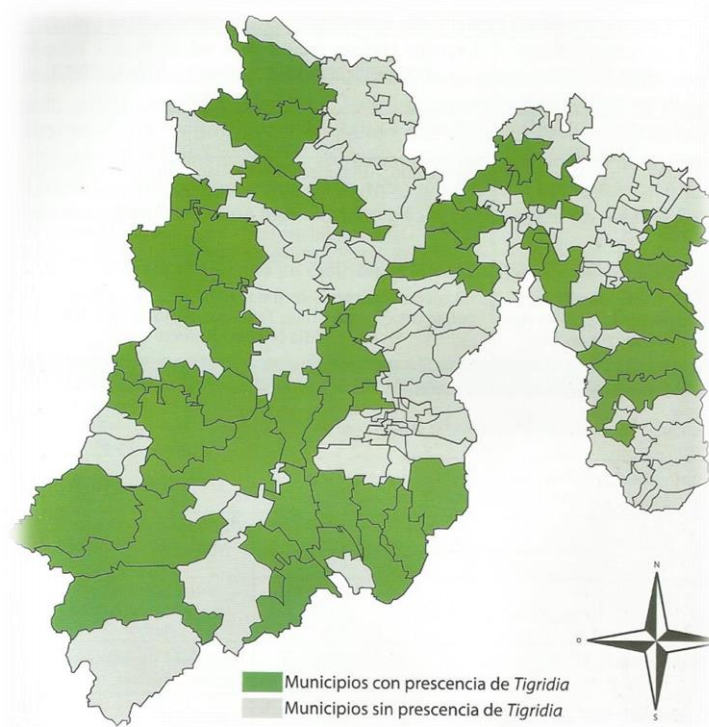 N
O
S
Municipios con prescencia de Tigridia
Municipios sin prescencia de Tigridia